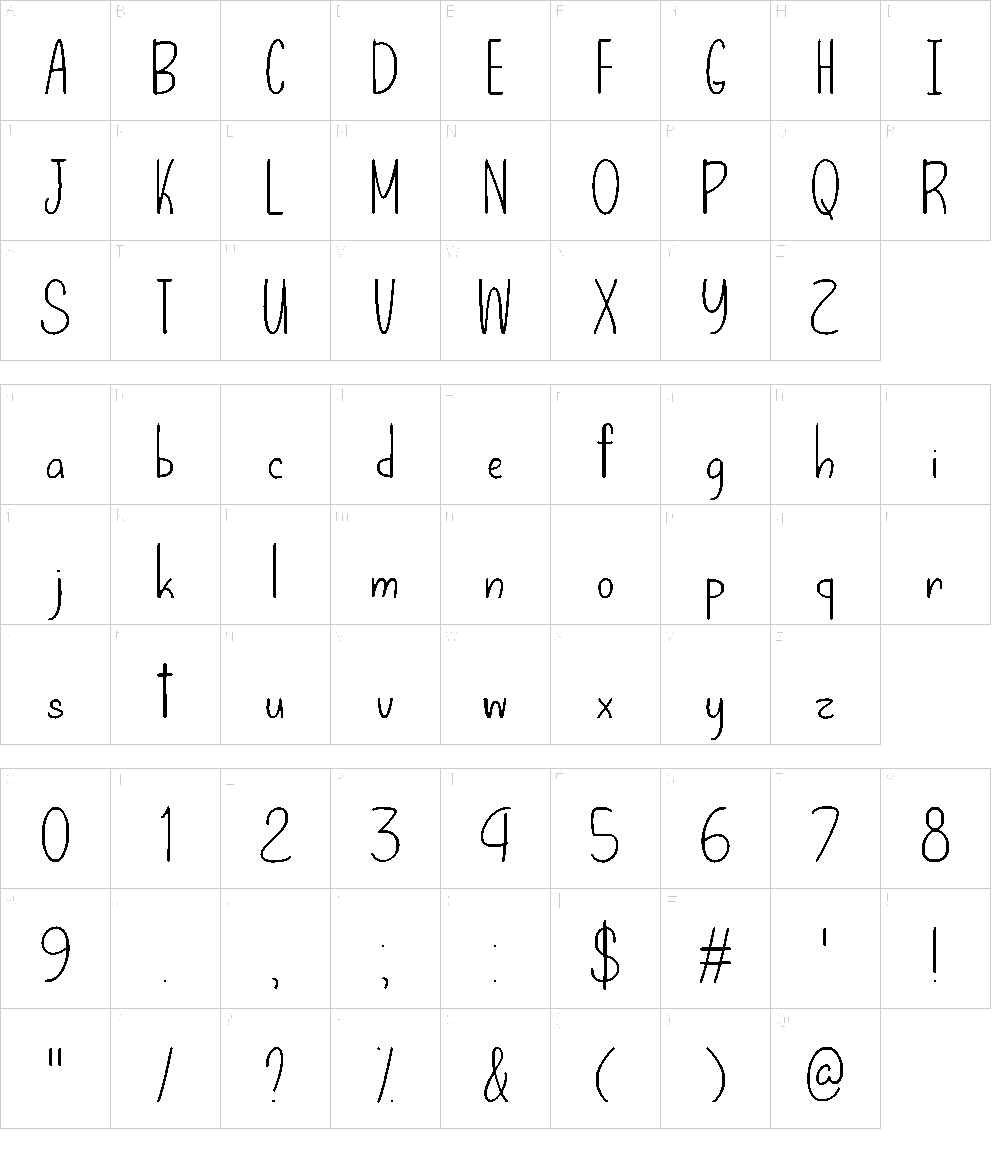 A B C D E F G H I
J K L M N O P Q R
S T U V W X Y Z
a b c d e f g h i
j k l m n o p q r
s t u v w x y z
0 1 2 3 4 5 6 7 8
9 . , ; : $ # ' !
" / ? % & ( ) @